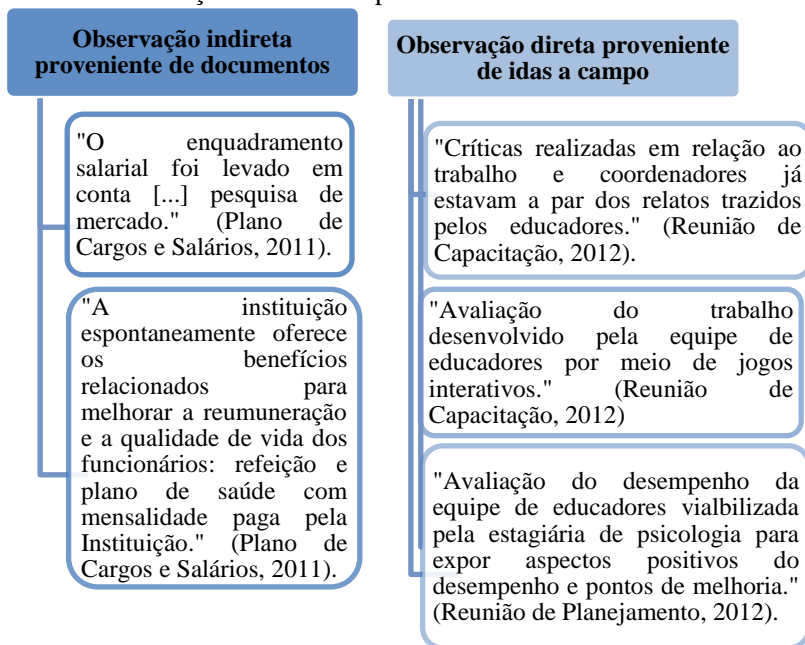 Observação indireta
proveniente de documentos
"O enquadramento
salarial foi levado em
conta [...] pesquisa de
mercado." (Plano de
Cargos e Salários, 2011).
"A instituição
espontaneamente oferece
os benefícios
relacionados para
melhorar a reumuneração
e a qualidade de vida dos
funcionários: refeição e
plano de saúde com
mensalidade paga pela
Instituição." (Plano de
Cargos e Salários, 2011).
Observação direta proveniente
de idas a campo
"Críticas realizadas em relação ao
trabalho e coordenadores já
estavam a par dos relatos trazidos
pelos educadores." (Reunião de
Capacitação, 2012).
"Avaliação do trabalho
desenvolvido pela equipe de
educadores por meio de jogos
interativos." (Reunião de
Capacitação, 2012)
"Avaliação do desempenho da
equipe de educadores vialbilizada
pela estagiária de psicologia para
expor aspectos positivos do
desempenho e pontos de melhoria."
(Reunião de Planejamento, 2012).